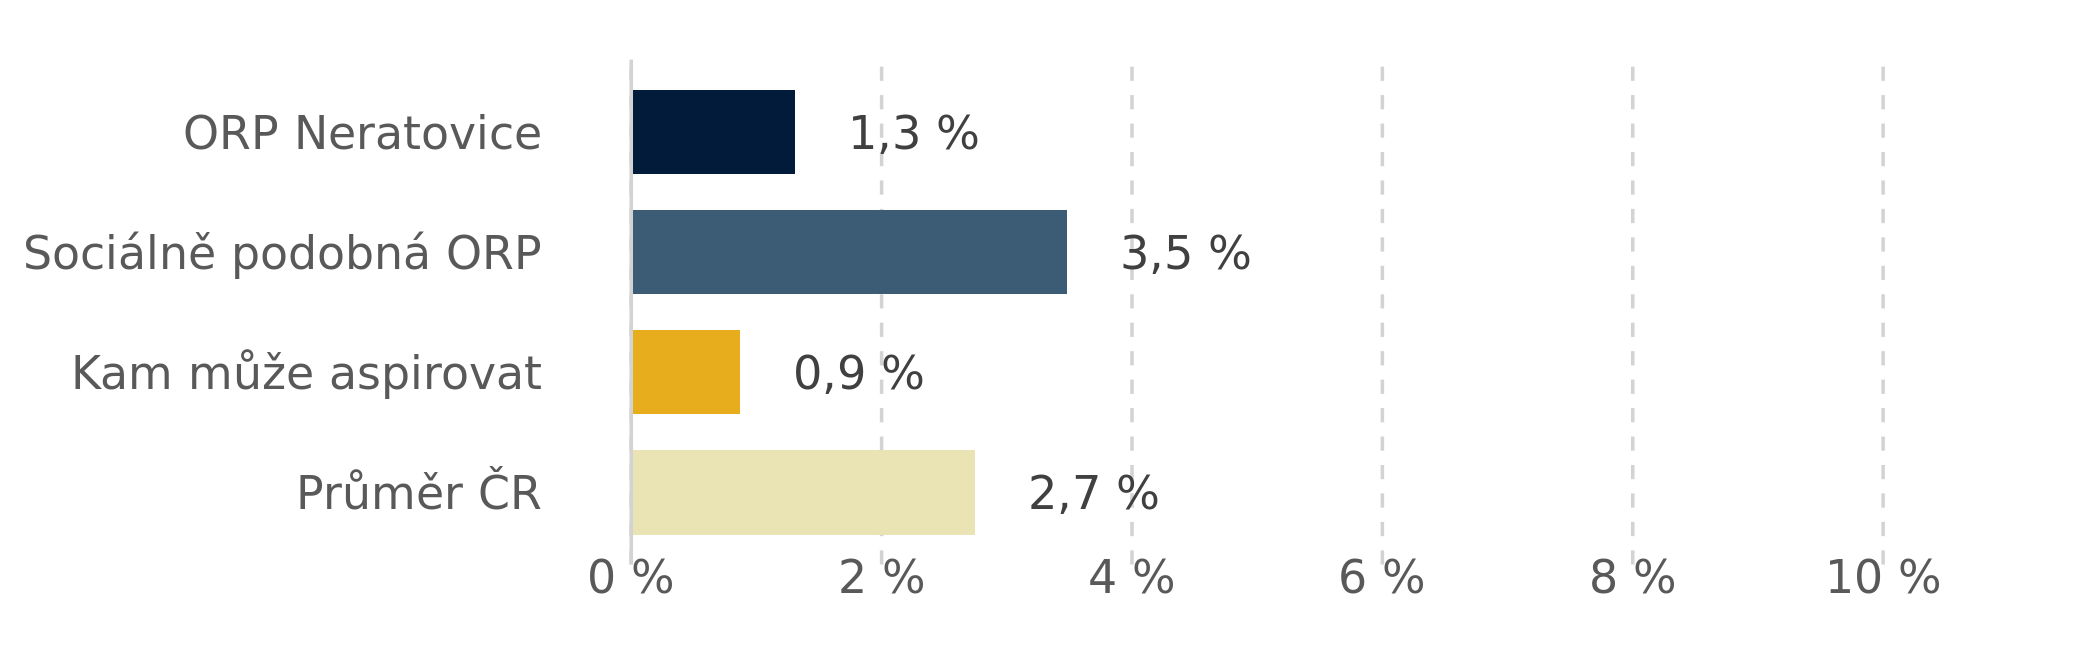 ORP Neratovice 1,3 %
Sociálně podobná ORP 3,5 %
Kam může aspirovat 0,9 %
Průměr ČR 2,7 %
0 % 2 % 4 % 6 % 8 % 10 %